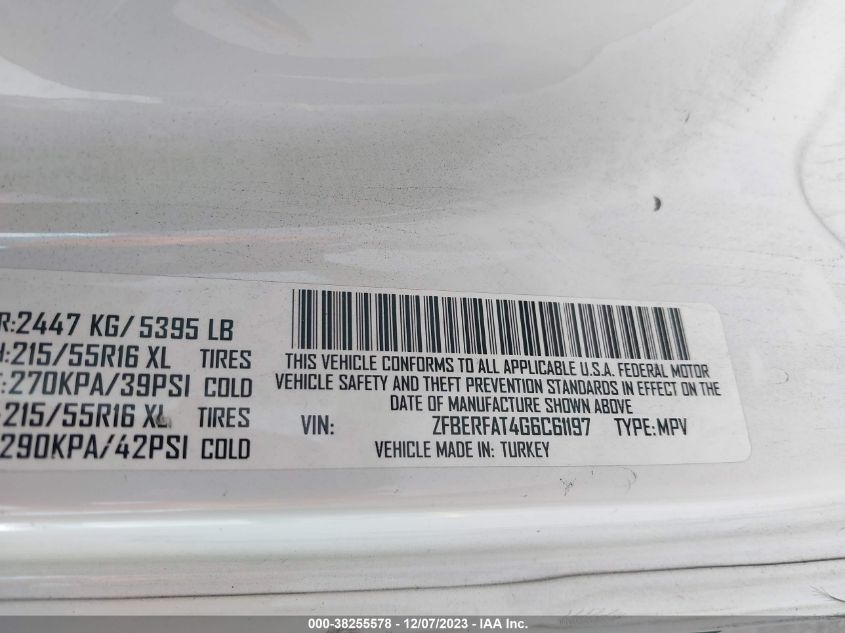 R:2447 KG/5395 LB
H:215/55R16 XL TIRES
F:270KPA/39PSI COLD
215/55R16 XL TIRES
290KPA/42PSI COLD
THIS VEHICLE CONFORMS TO ALL APPLICABLE U.S.A. FEDERAL MOTOR
VEHICLE SAFETY AND THEFT PREVENTION STANDARDS IN EFFECT ON THE
DATE OF MANUFACTURE SHOWN ABOVE
VIN: ZFBERFAT4G6C61197 TYPE:MPV
VEHICLE MADE IN: TURKEY
000-38255578 - 12/07/2023 - © IAA Inc.